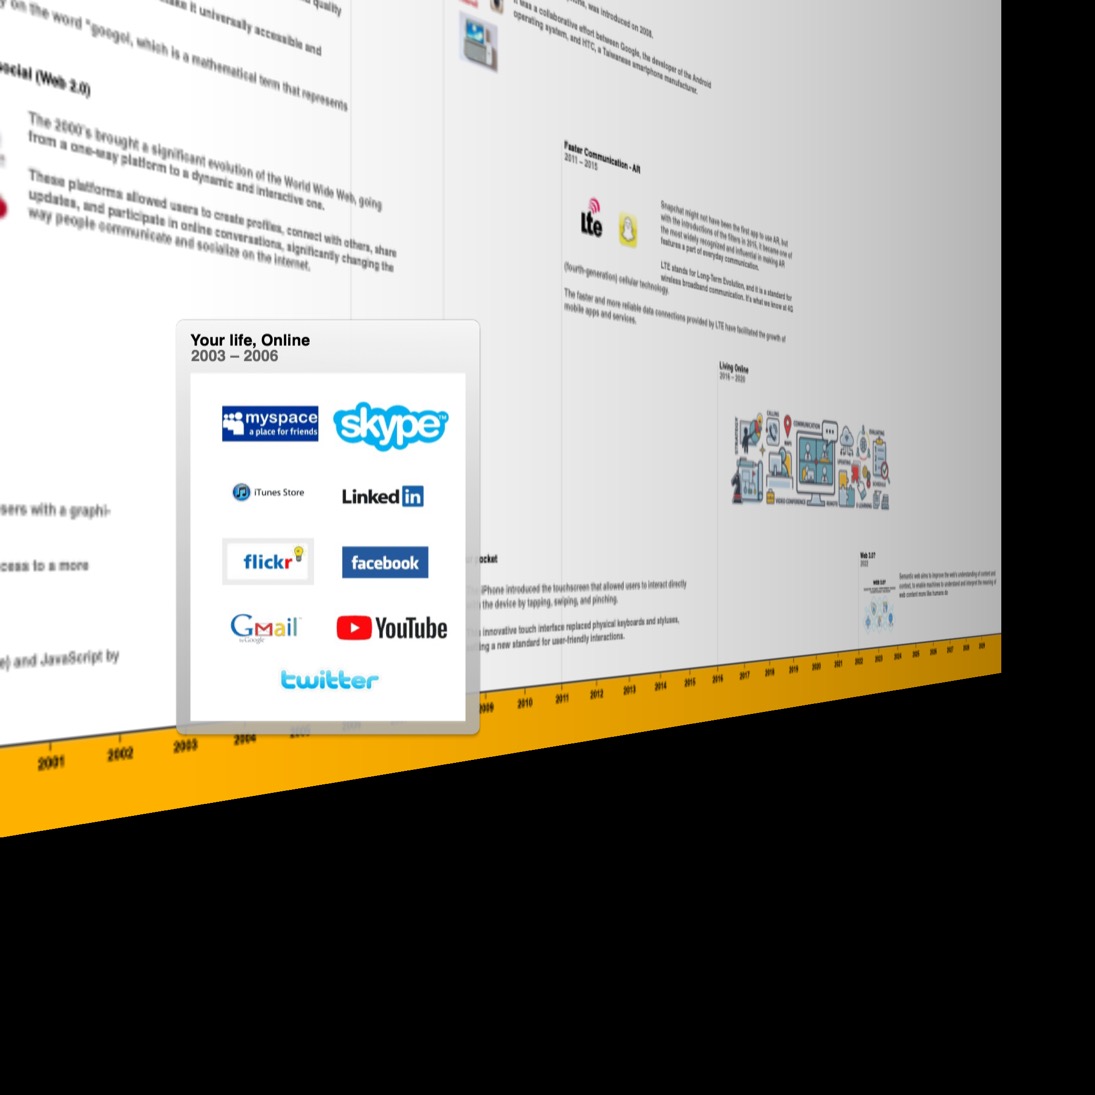 quality
it universally accessible and
on the word "googol, which is a mathematical term that represents
social (Web 2.0)
The 2000's brought a significant evolution of the World Wide Web, going
from a one-way platform to a dynamic and interactive one.
These platforms allowed users to create profiles, connect with others, share
updates, and participate in online conversations, significantly changing the
way people communicate and socialize on the internet.
was introduced on 2008.
It was a collaborative effort between Google, the developer of the Android
operating system, and HTC, a Taiwanese smartphone manufacturer.
Faster Communication - AR
2011 – 2015
Lte
Snapchat might not have been the first app to use AR, but
with the introductions of the filters in 2015, it became one of
the most widely recognized and influential in making AR
features a part of everyday communication.
LTE stands for Long-Term Evolution, and it is a standard for
wireless broadband communication. It's what we know as 4G
(fourth-generation) cellular technology.
The faster and more reliable data connections provided by LTE have facilitated the growth of
mobile apps and services.
Your life, Online
2003 – 2006
myspace
a place for friends
skype
iTunes Store
Linked in
flickr
facebook
GMail
by Google
YouTube
twitter
Living Online
2016 – 2020
COMMUNICATION
VIDEO CONFERENCE
sers with a graphi-
cess to a more
e) and JavaScript by
ocket
iPhone introduced the touchscreen that allowed users to interact directly
the device by tapping, swiping, and pinching.
innovative touch interface replaced physical keyboards and styluses,
ing a new standard for user-friendly interactions.
Web 3.0?
2022
WEB 3.0?
Semantic web aims to improve the web's understanding of content and
context, to enable machines to understand and interpret the meaning of
web content more like humans do
2001
2002
2003
2004
2005
2006
2009
2010
2011
2012
2013
2014
2015
2016
2017
2018
2019
2020
2021
2022
2023
2024
2025
2026
2027
2028
2029